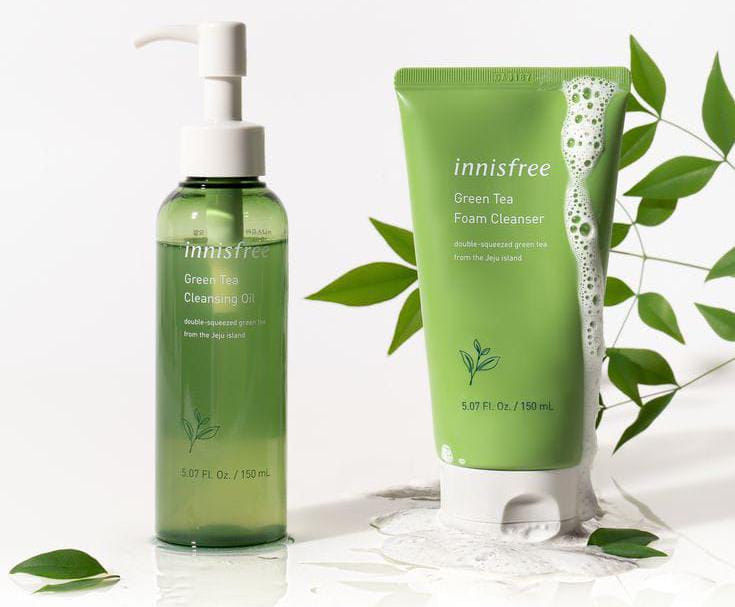 innisfree
Green Tea
Cleansing Oil
double-squeezed green tea
from the Jeju island
5.07 Fl. Oz. / 150 mL
innisfree
Green Tea
Foam Cleanser
double-squeezed green tea
from the Jeju island
5.07 Fl. Oz. / 150 mL